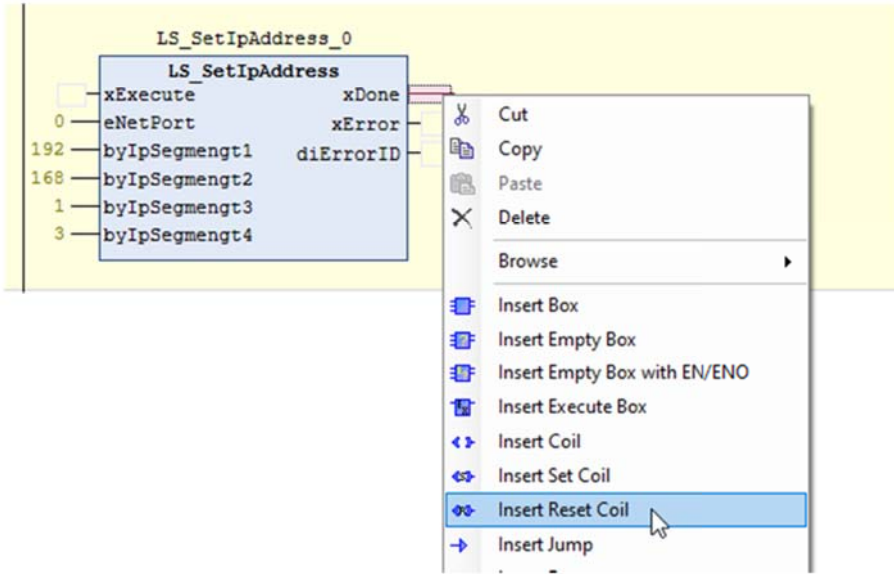 LS_SetIpAddress_0
LS_SetIpAddress
xExecute xDone
0 eNetPort xError
192 byIpSegmengt1 diErrorID
168 byIpSegmengt2
1 byIpSegmengt3
3 byIpSegmengt4
Cut
Copy
Paste
Delete
Browse
Insert Box
Insert Empty Box
Insert Empty Box with EN/ENO
Insert Execute Box
Insert Coil
Insert Set Coil
Insert Reset Coil
Insert Jump